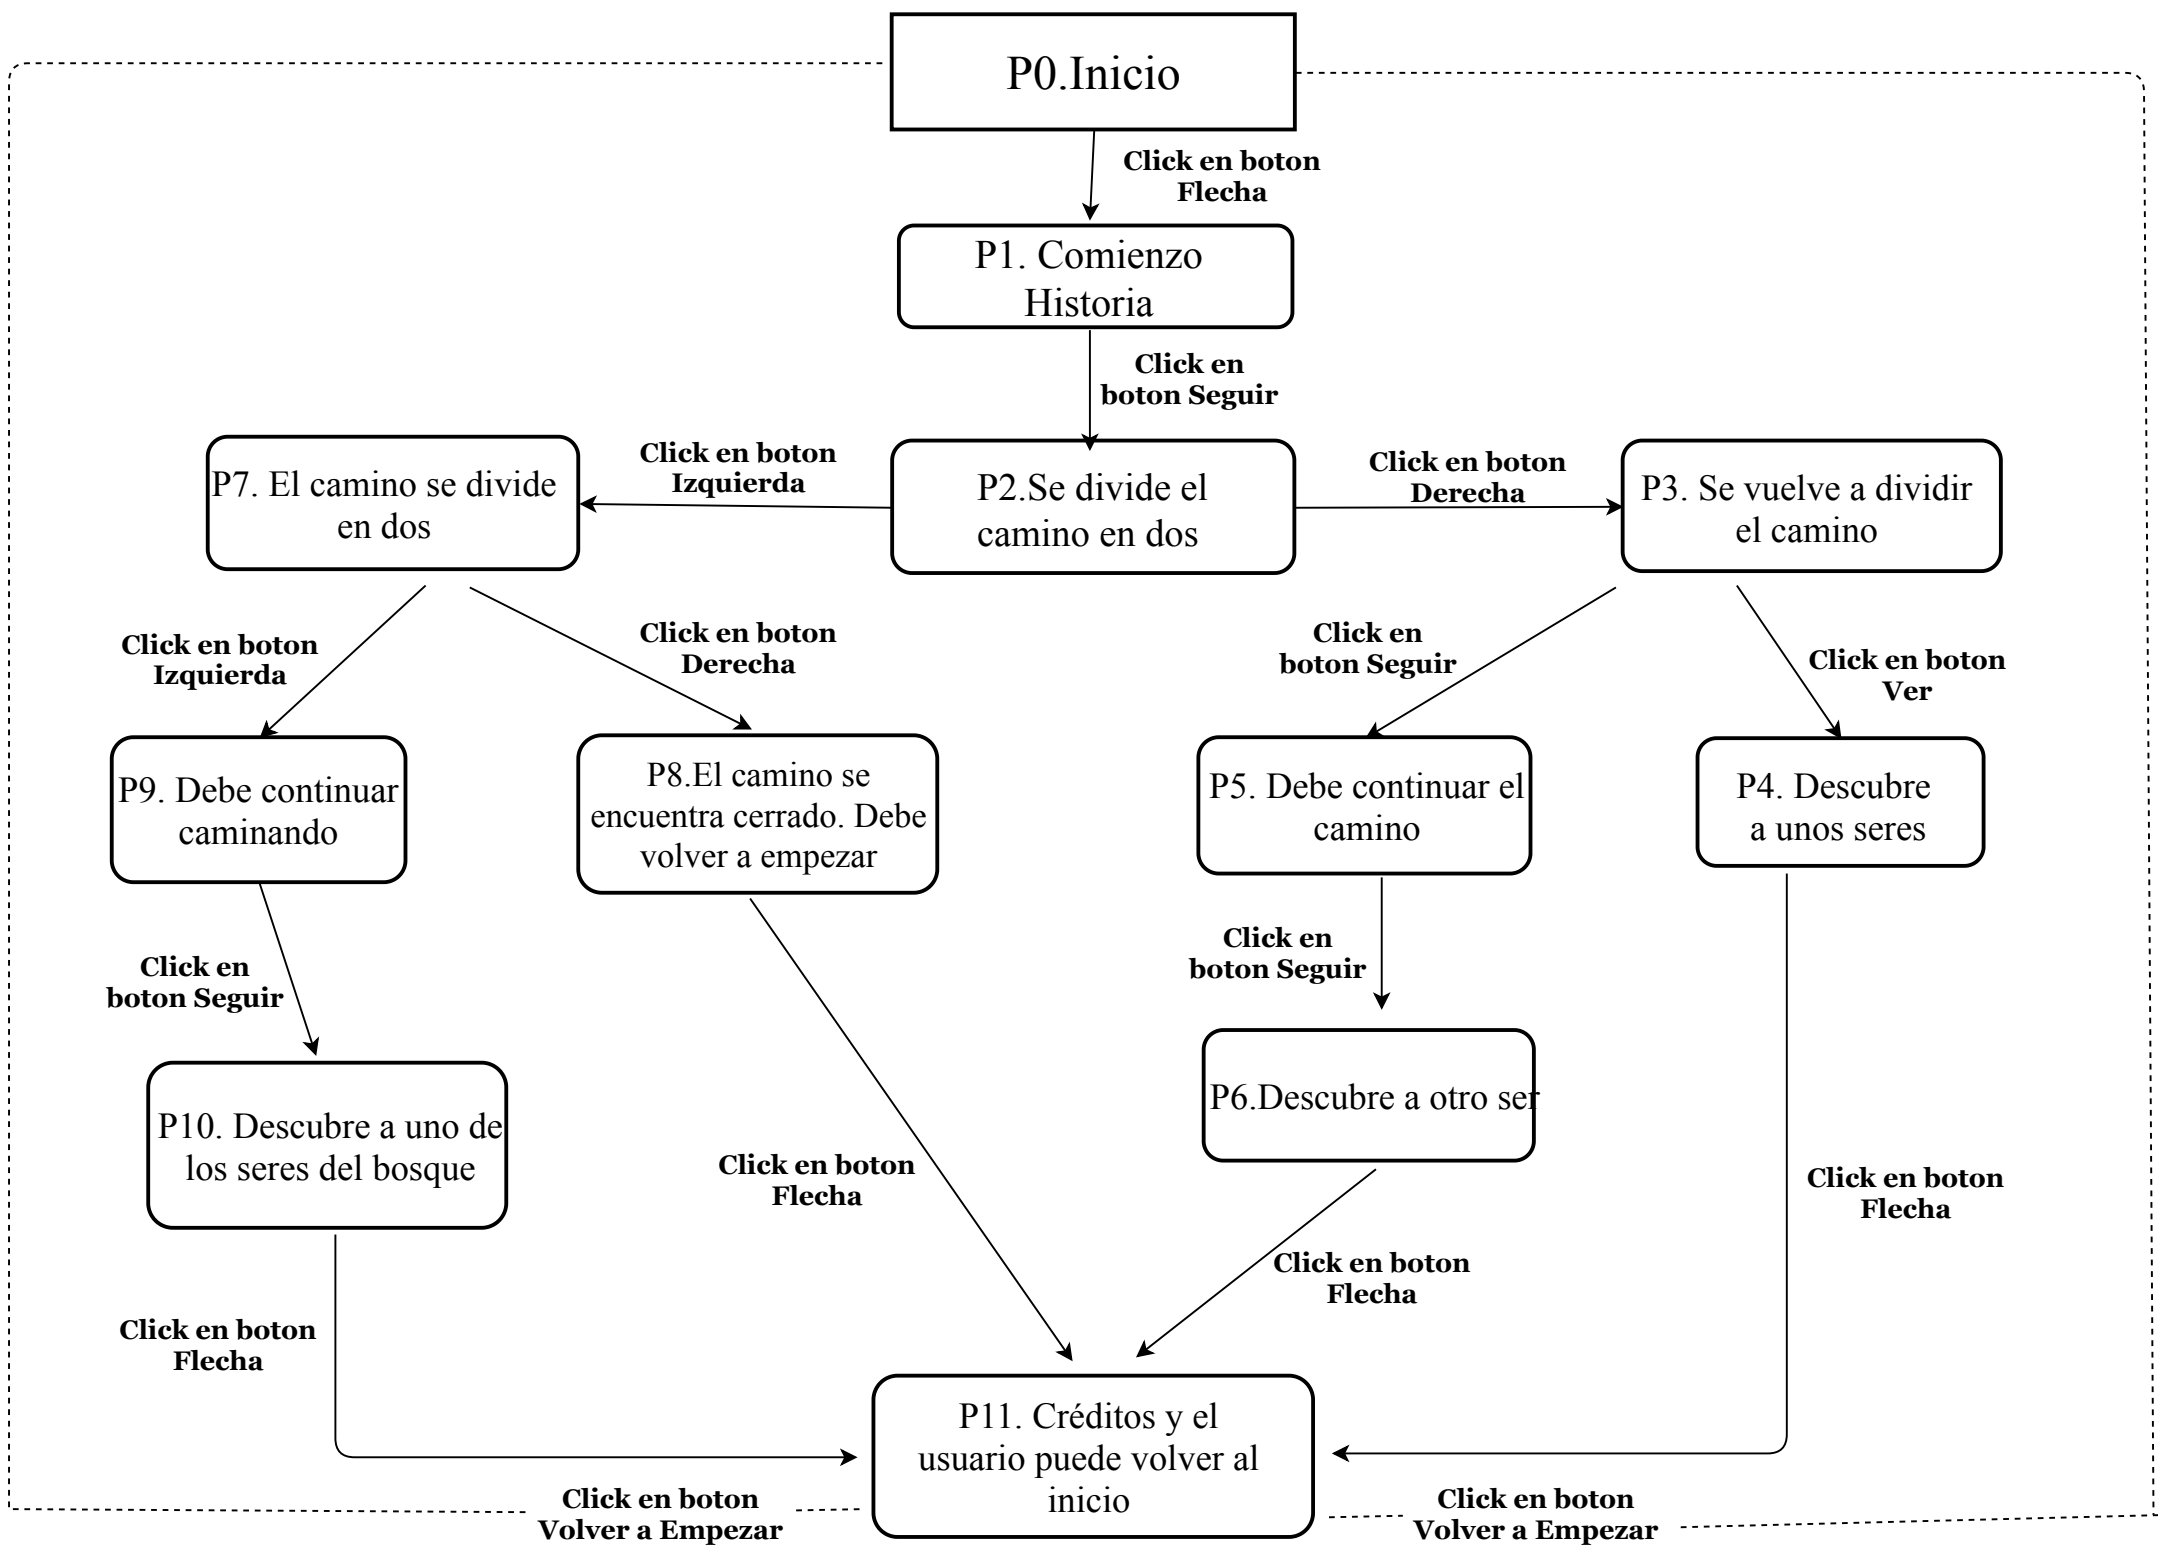 P0.Inicio
Click en boton
Flecha
P1. Comienzo
Historia
Click en
boton Seguir
P7. El camino se divide
en dos
Click en boton
Izquierda
P2.Se divide el
camino en dos
Click en boton
Derecha
P3. Se vuelve a dividir
el camino
Click en boton
Izquierda
Click en boton
Derecha
Click en
boton Seguir
Click en boton
Ver
P9. Debe continuar
caminando
P8.El camino se
encuentra cerrado. Debe
volver a empezar
P5. Debe continuar el
camino
P4. Descubre
a unos seres
Click en
boton Seguir
Click en
boton Seguir
P10. Descubre a uno de
los seres del bosque
P6.Descubre a otro ser
Click en boton
Flecha
Click en boton
Flecha
Click en boton
Flecha
Click en boton
Flecha
P11. Créditos y el
usuario puede volver al
inicio
Click en boton
Volver a Empezar
Click en boton
Volver a Empezar